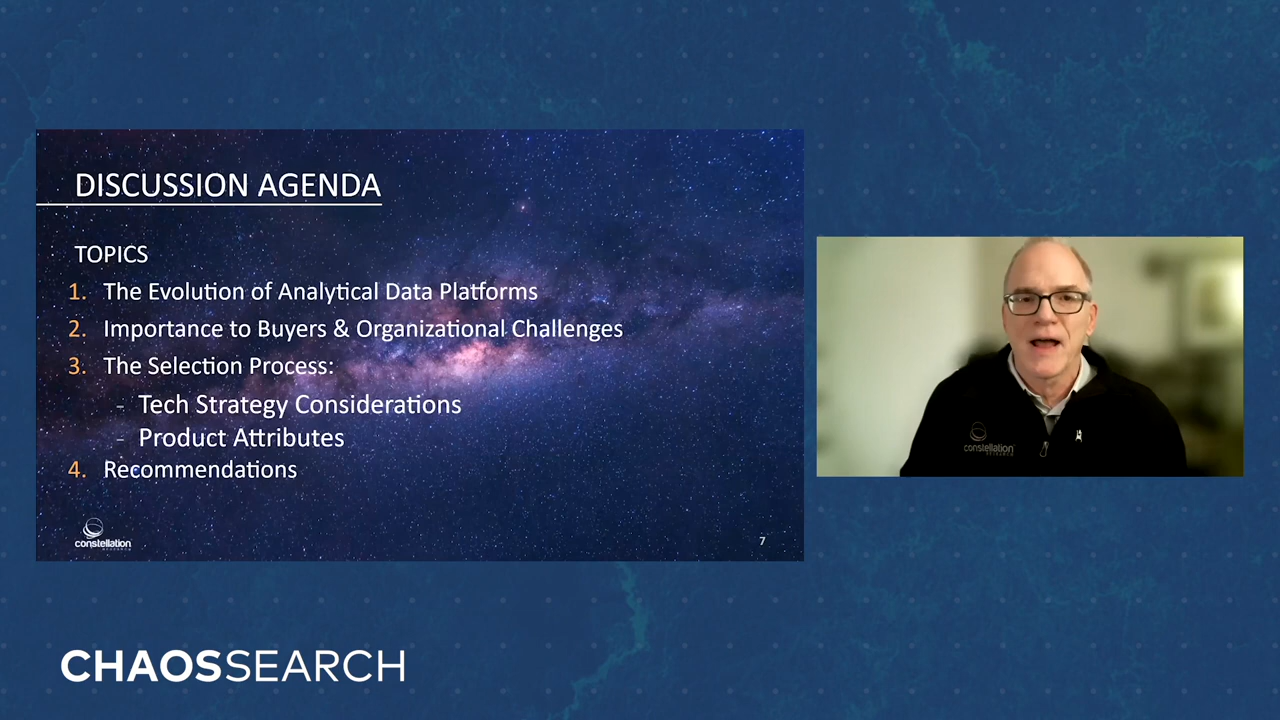 DISCUSSION AGENDA
TOPICS
1. The Evolution of Analytical Data Platforms
2. Importance to Buyers & Organizational Challenges
3. The Selection Process:
- Tech Strategy Considerations
- Product Attributes
4. Recommendations
constellation
7
constellation
CHAOSSEARCH